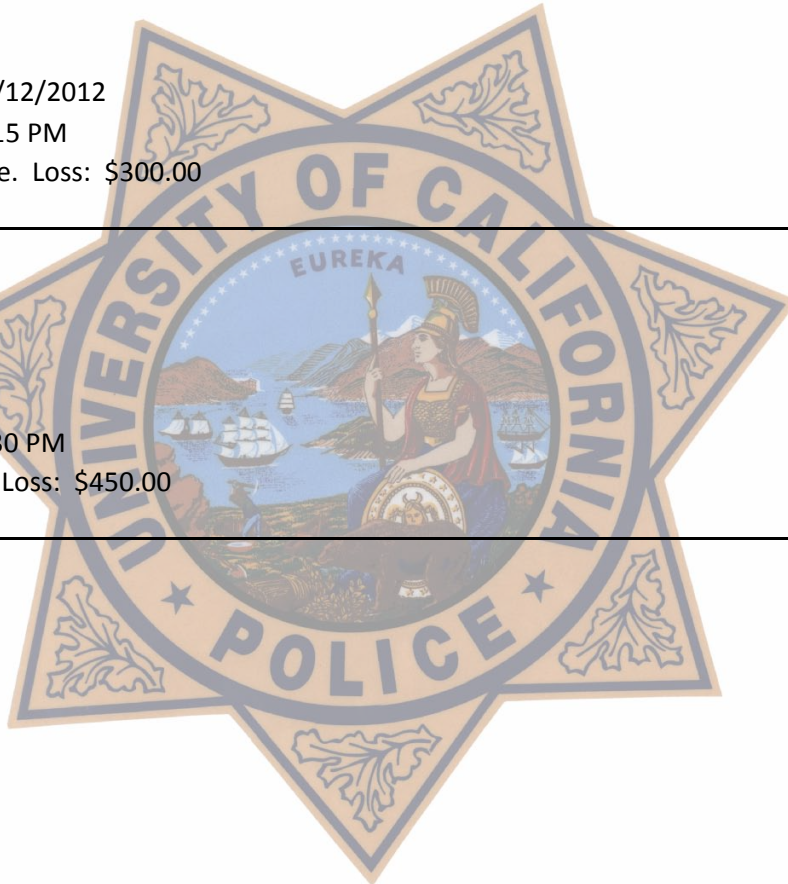 /12/2012
15 PM
e. Loss: $300.00
UNIVERSITY OF CALIFORNIA
EUREKA
30 PM
Loss: $450.00
POLICE